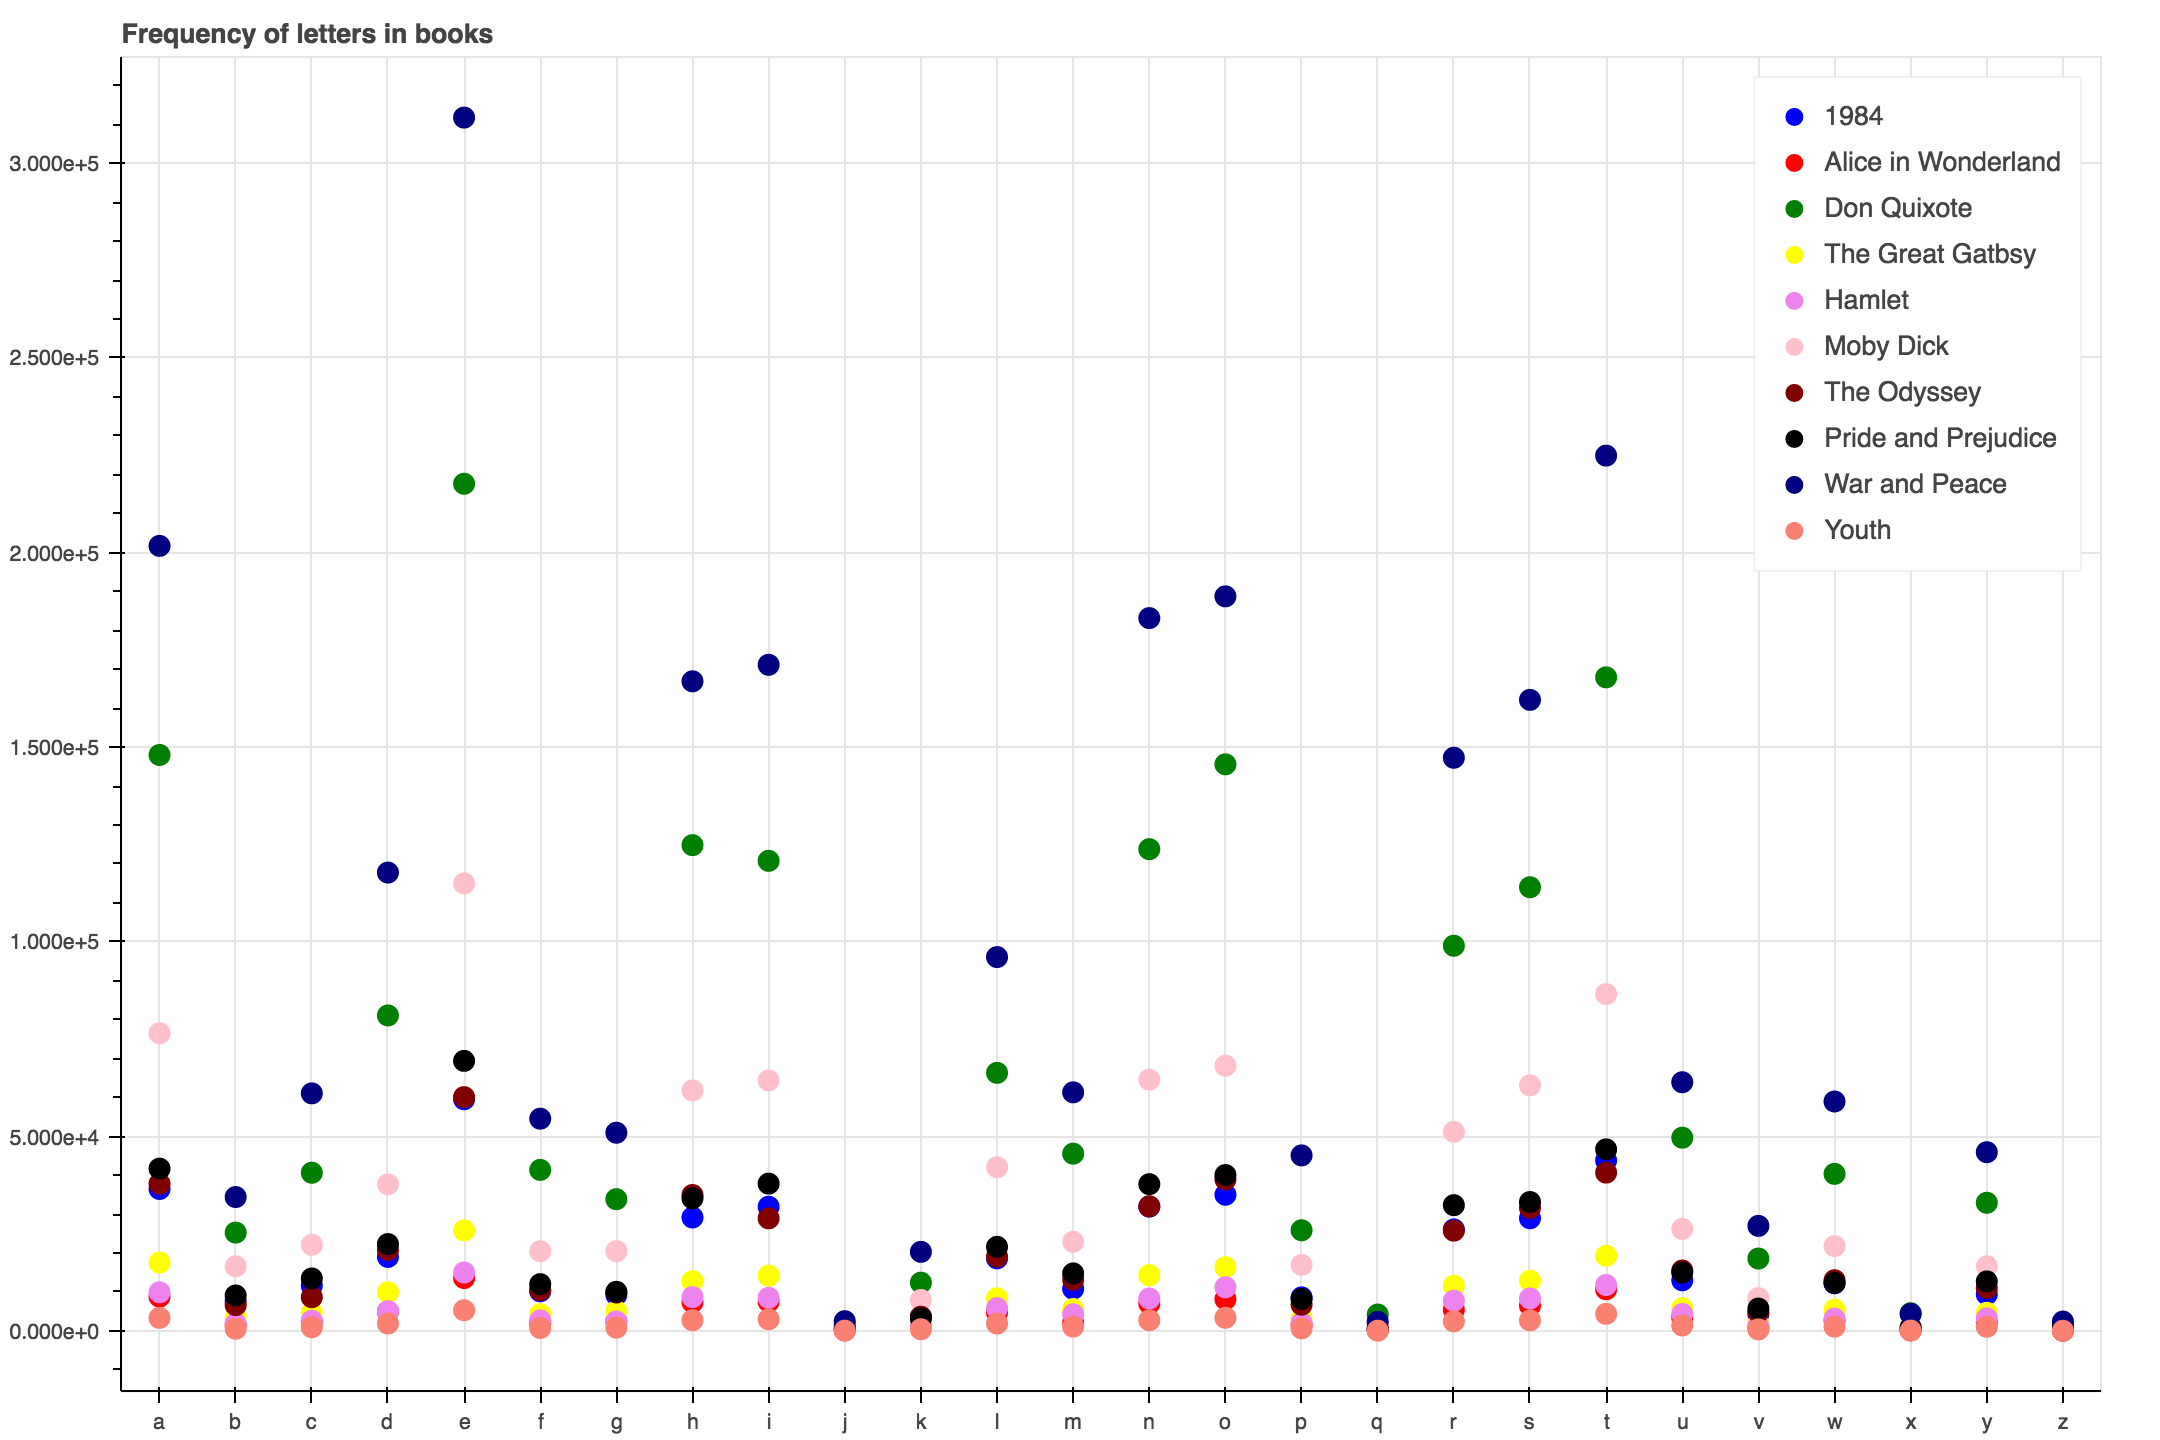 Frequency of letters in books
3.000e+5
2.500e+5
2.000e+5
1.500e+5
1.000e+5
5.000e+4
0.000e+0
1984
Alice in Wonderland
Don Quixote
The Great Gatbsy
Hamlet
Moby Dick
The Odyssey
Pride and Prejudice
War and Peace
Youth
a b c d e f g h i j k l m n o p q r s t u v w x y z